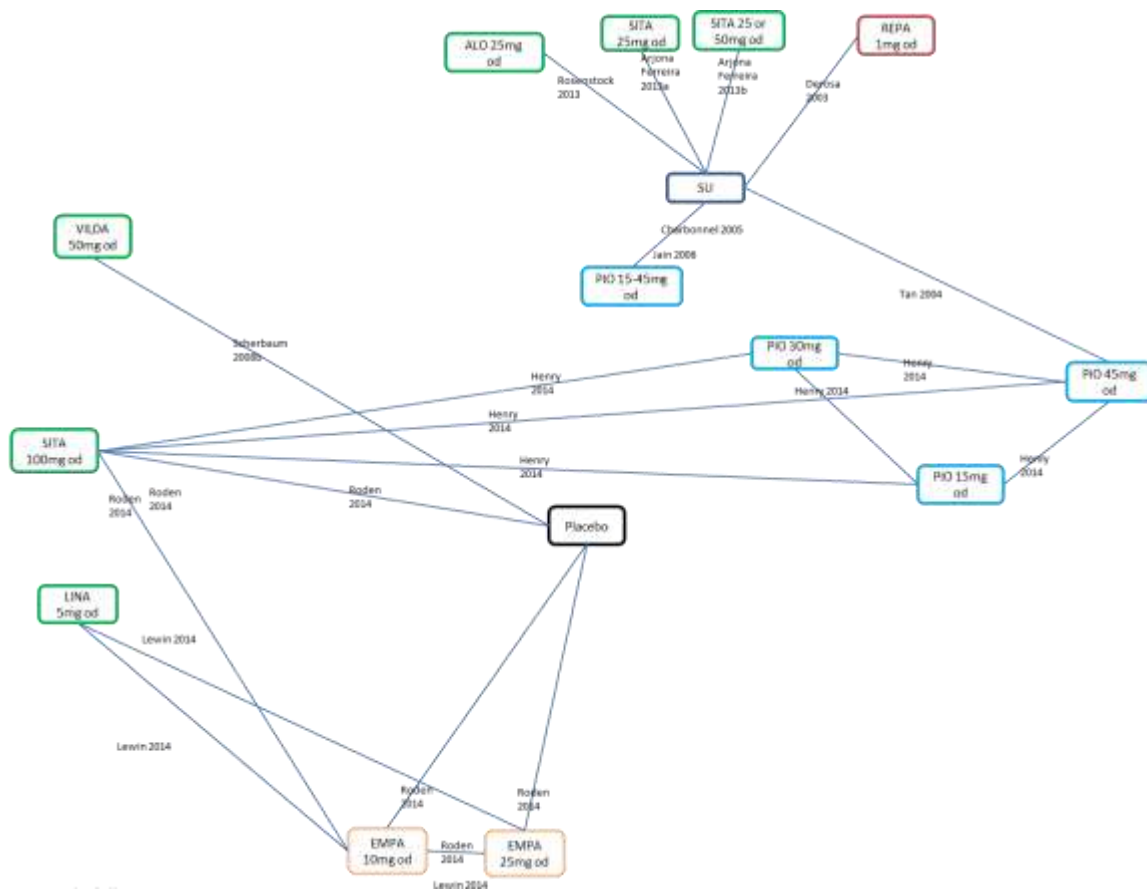 ALO 25mg
od
SITA
25mg od
SITA 25 or
50mg od
REPA
1mg od
Rosenstock
2013
Arjona
Ferreira
2013a
Arjona
Ferreira
2013b
Derosa
2003
SU
VILDA
50mg od
Charbonnel 2005
Jain 2006
PIO 15-45mg
od
Tan 2004
Scherbaum
2008b
PIO 30mg
od
Henry
2014
PIO 45mg
od
Henry
2014
Henry 2014
Henry
2014
SITA
100mg od
Henry
2014
PIO 15mg
od
Henry
2014
Roden
2014
Roden
2014
Roden
2014
Placebo
LINA
5mg od
Lewin 2014
Lewin 2014
Roden
2014
Roden
2014
EMPA
10mg od
Roden
2014
EMPA
25mg od
Lewin 2014